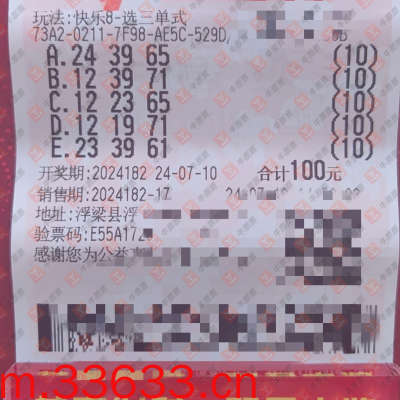 玩法:快乐8-选三单式
73A2-0211-7F98-AE5C-529D
A.24 39 65 (10)
B.12 39 71 (10)
C.12 23 65 (10)
D.12 19 71 (10)
E.23 39 61 (10)
开奖期:2024182 24-07-10 合计100元
销售期:2024182-17
地址:浮梁县浮
验票码:E55A172
感谢您为公益
m.33633.cn